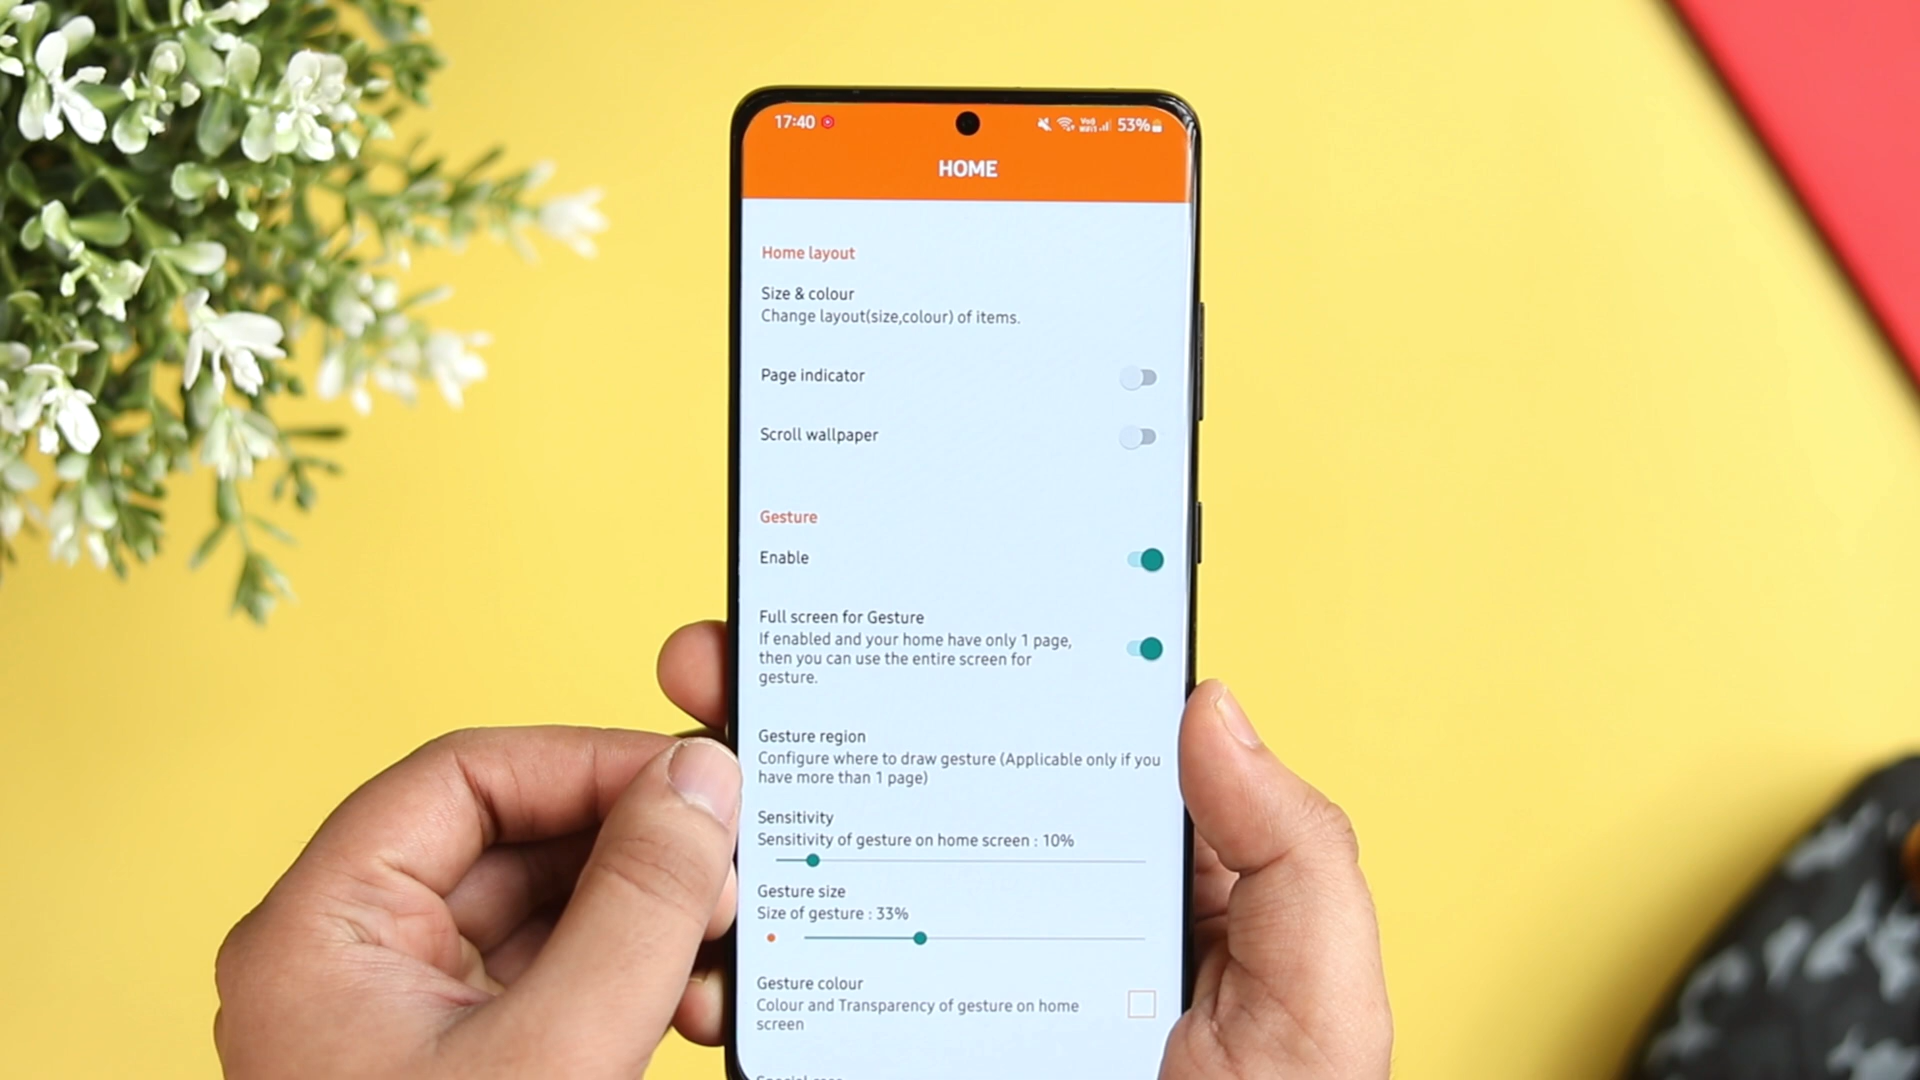 17:40 53%
HOME
Home layout
Size & colour
Change layout(size,colour) of items.
Page indicator
Scroll wallpaper
Gesture
Enable
Full screen for Gesture
If enabled and your home have only 1 page,
then you can use the entire screen for
gesture.
Gesture region
Configure where to draw gesture (Applicable only if you
have more than 1 page)
Sensitivity
Sensitivity of gesture on home screen : 10%
Gesture size
Size of gesture : 33%
Gesture colour
Colour and Transparency of gesture on home
screen